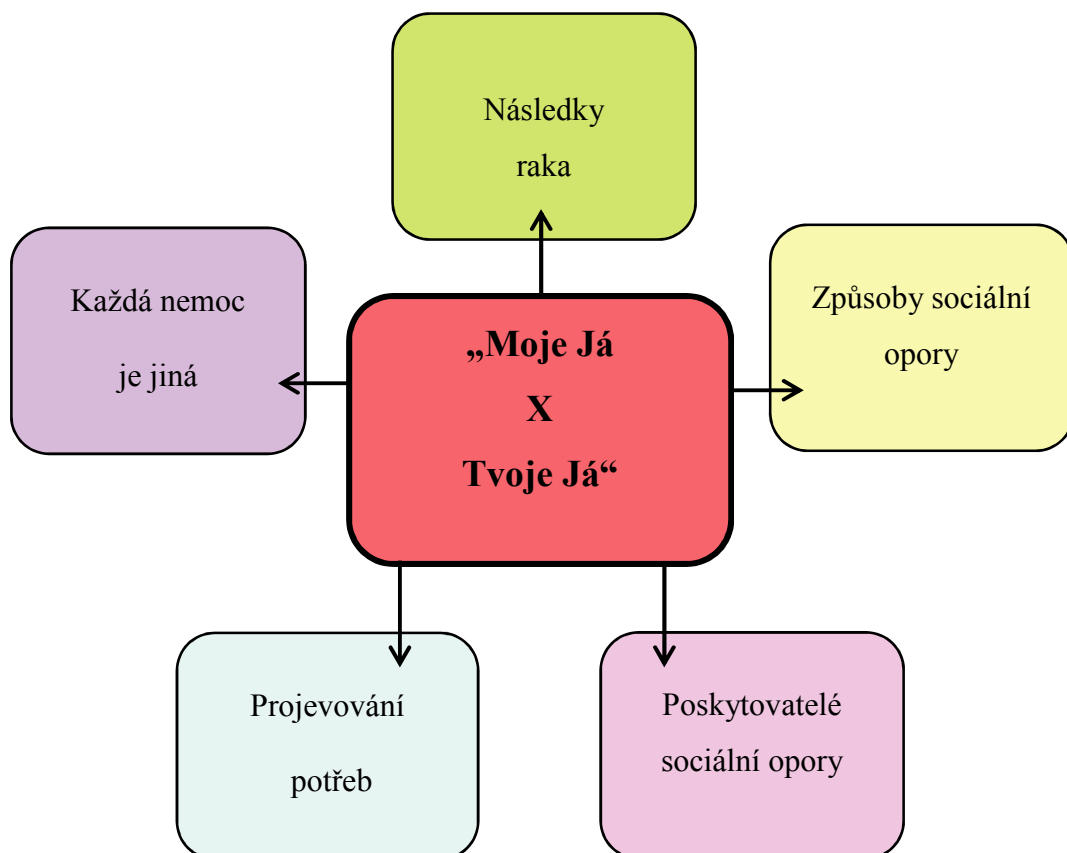 Následky
raka
Každá nemoc
je jiná
Způsoby sociální
opory
„Moje Já
X
Tvoje Já“
Projevování
potřeb
Poskytovatelé
sociální opory